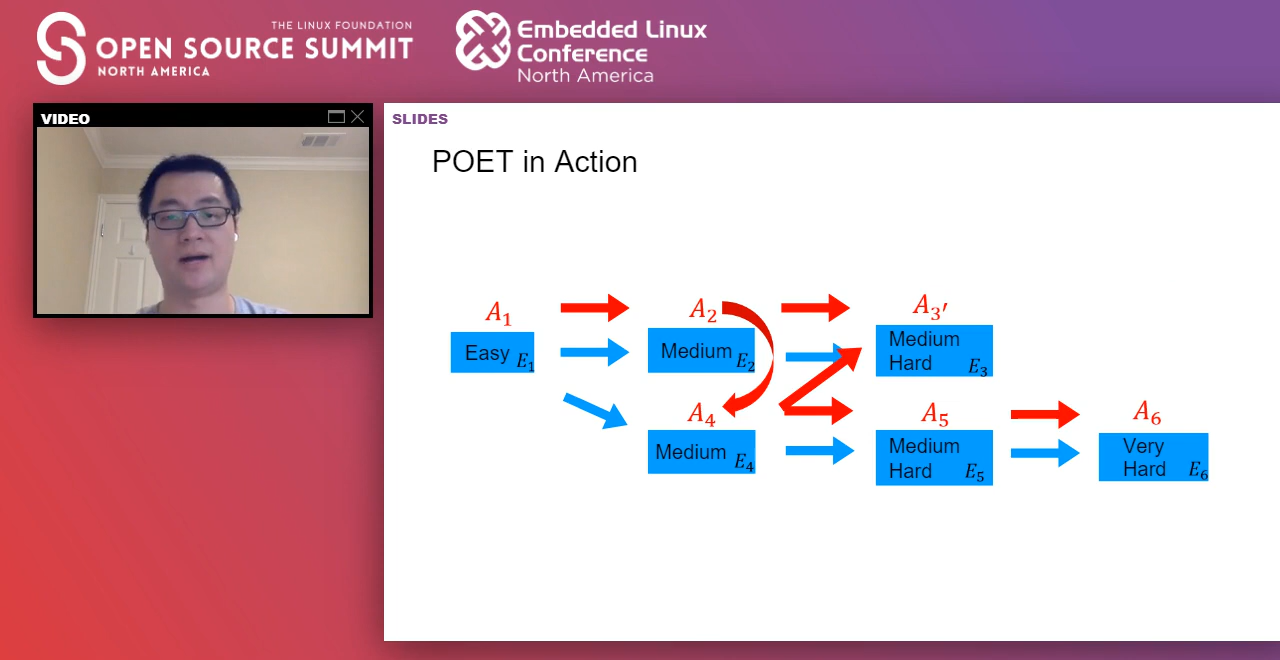 THE LINUX FOUNDATION
OPEN SOURCE SUMMIT
NORTH AMERICA
Embedded Linux
Conference
North America
VIDEO
SLIDES
POET in Action
A₁
A₂
A₃′
Easy E₁
Medium E₂
Medium
Hard E₃
A₄
A₅
A₆
Medium E₄
Medium
Hard E₅
Very
Hard E₆